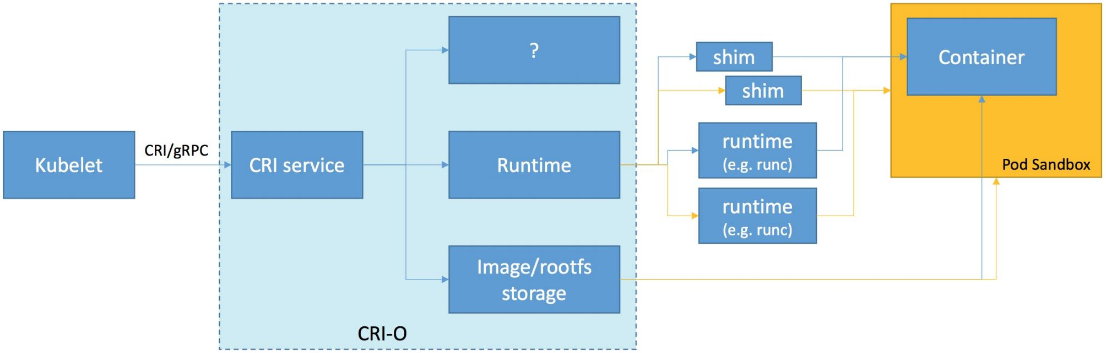 ?
shim
Container
shim
Kubelet
CRI/gRPC
CRI service
Runtime
runtime
(e.g. runc)
Pod Sandbox
runtime
(e.g. runc)
Image/rootfs
storage
CRI-O